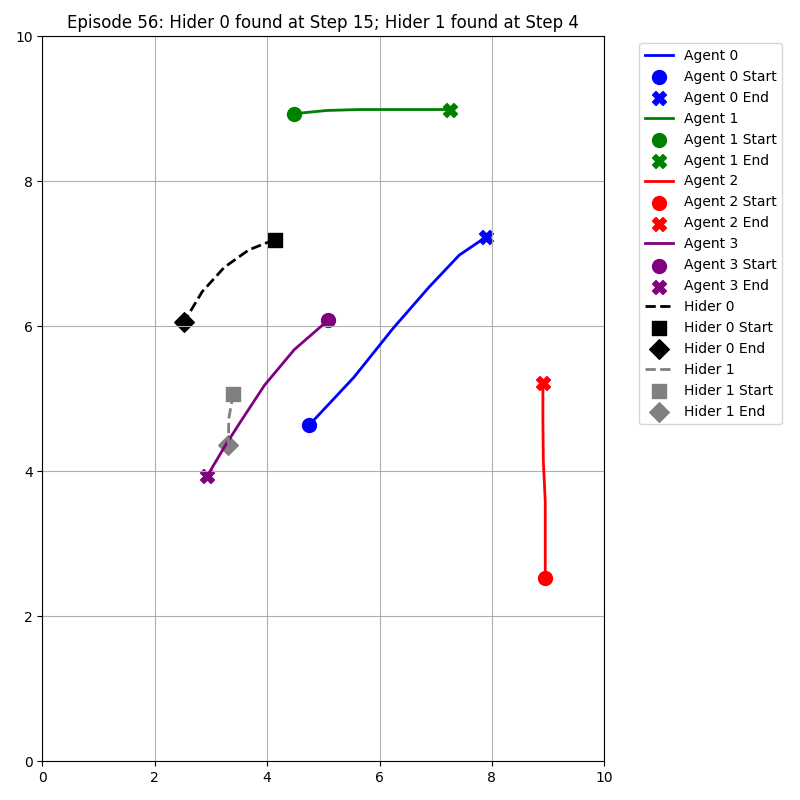 Episode 56: Hider 0 found at Step 15; Hider 1 found at Step 4
10
8
6
4
2
0
0 2 4 6 8 10
Agent 0
Agent 0 Start
Agent 0 End
Agent 1
Agent 1 Start
Agent 1 End
Agent 2
Agent 2 Start
Agent 2 End
Agent 3
Agent 3 Start
Agent 3 End
Hider 0
Hider 0 Start
Hider 0 End
Hider 1
Hider 1 Start
Hider 1 End